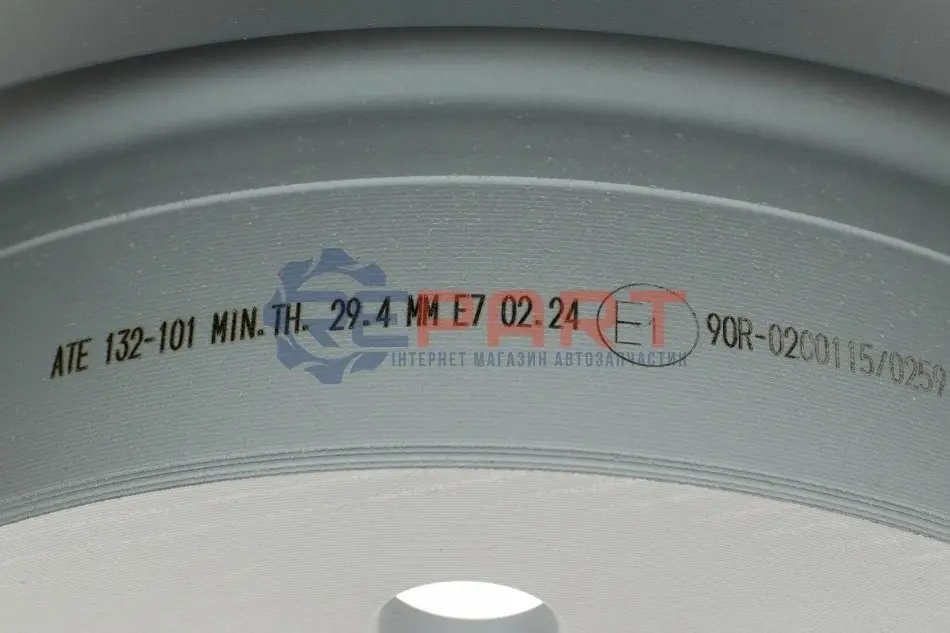 ATE 132-101 MIN. TH. 29.4 MM E7 02.24 E1 90R-0200115/0259
REPART
ІНТЕРНЕТ МАГАЗИН АВТОЗАПЧАСТИН